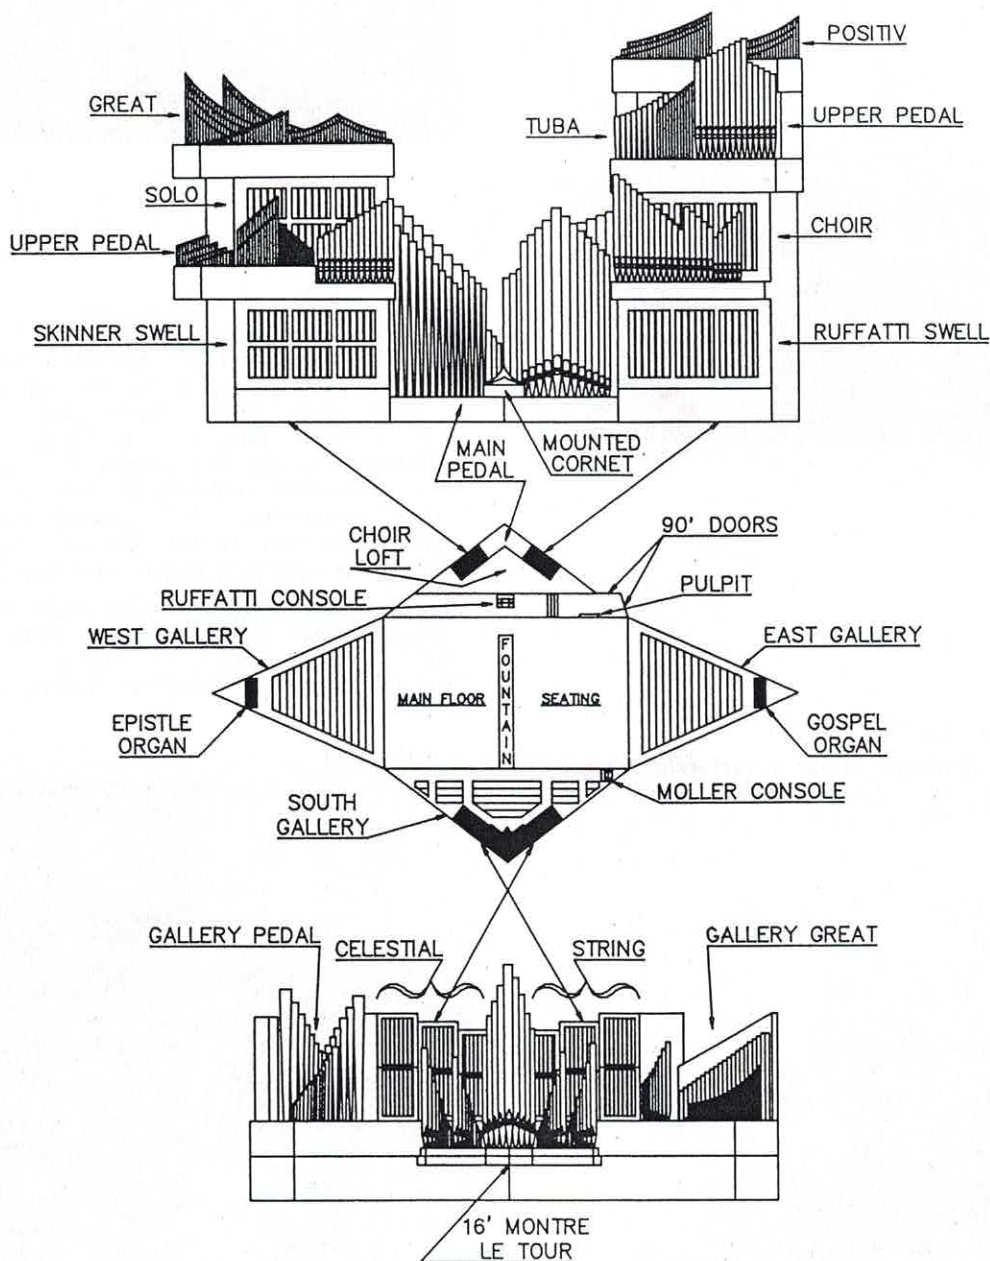 POSITIV
GREAT
TUBA
UPPER PEDAL
SOLO
UPPER PEDAL
CHOIR
SKINNER SWELL
RUFFATTI SWELL
MAIN
PEDAL
MOUNTED
CORNET
CHOIR
LOFT
90' DOORS
RUFFATTI CONSOLE
PULPIT
WEST GALLERY
EAST GALLERY
FOUNTAIN
MAIN FLOOR
SEATING
EPISTLE
ORGAN
GOSPEL
ORGAN
SOUTH
GALLERY
MOLLER CONSOLE
GALLERY PEDAL
CELESTIAL
STRING
GALLERY GREAT
16' MONTRE
LE TOUR